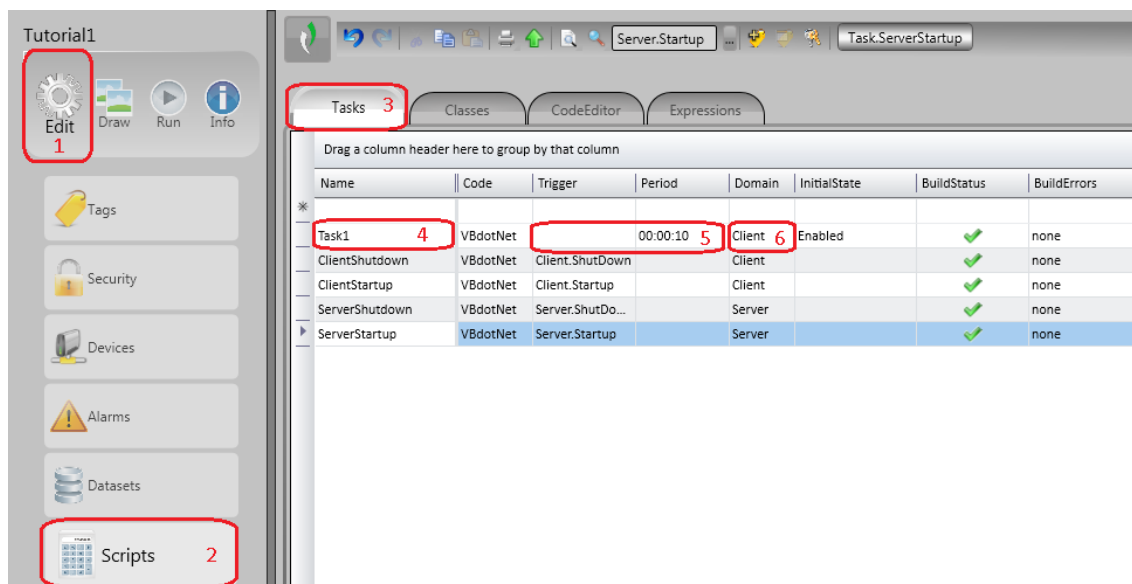 Tutorial1
Edit
Draw
Run
Info
1
Tags
Security
Devices
Alarms
Datasets
Scripts 2
Server.Startup ... Task.ServerStartup
Tasks 3 Classes CodeEditor Expressions
Drag a column header here to group by that column
Name Code Trigger Period Domain InitialState BuildStatus BuildErrors
*
Task1 4 VBdotNet 00:00:10 5 Client 6 Enabled none
ClientShutdown VBdotNet Client.ShutDown Client none
ClientStartup VBdotNet Client.Startup Client none
ServerShutdown VBdotNet Server.ShutDo... Server none
ServerStartup VBdotNet Server.Startup Server none